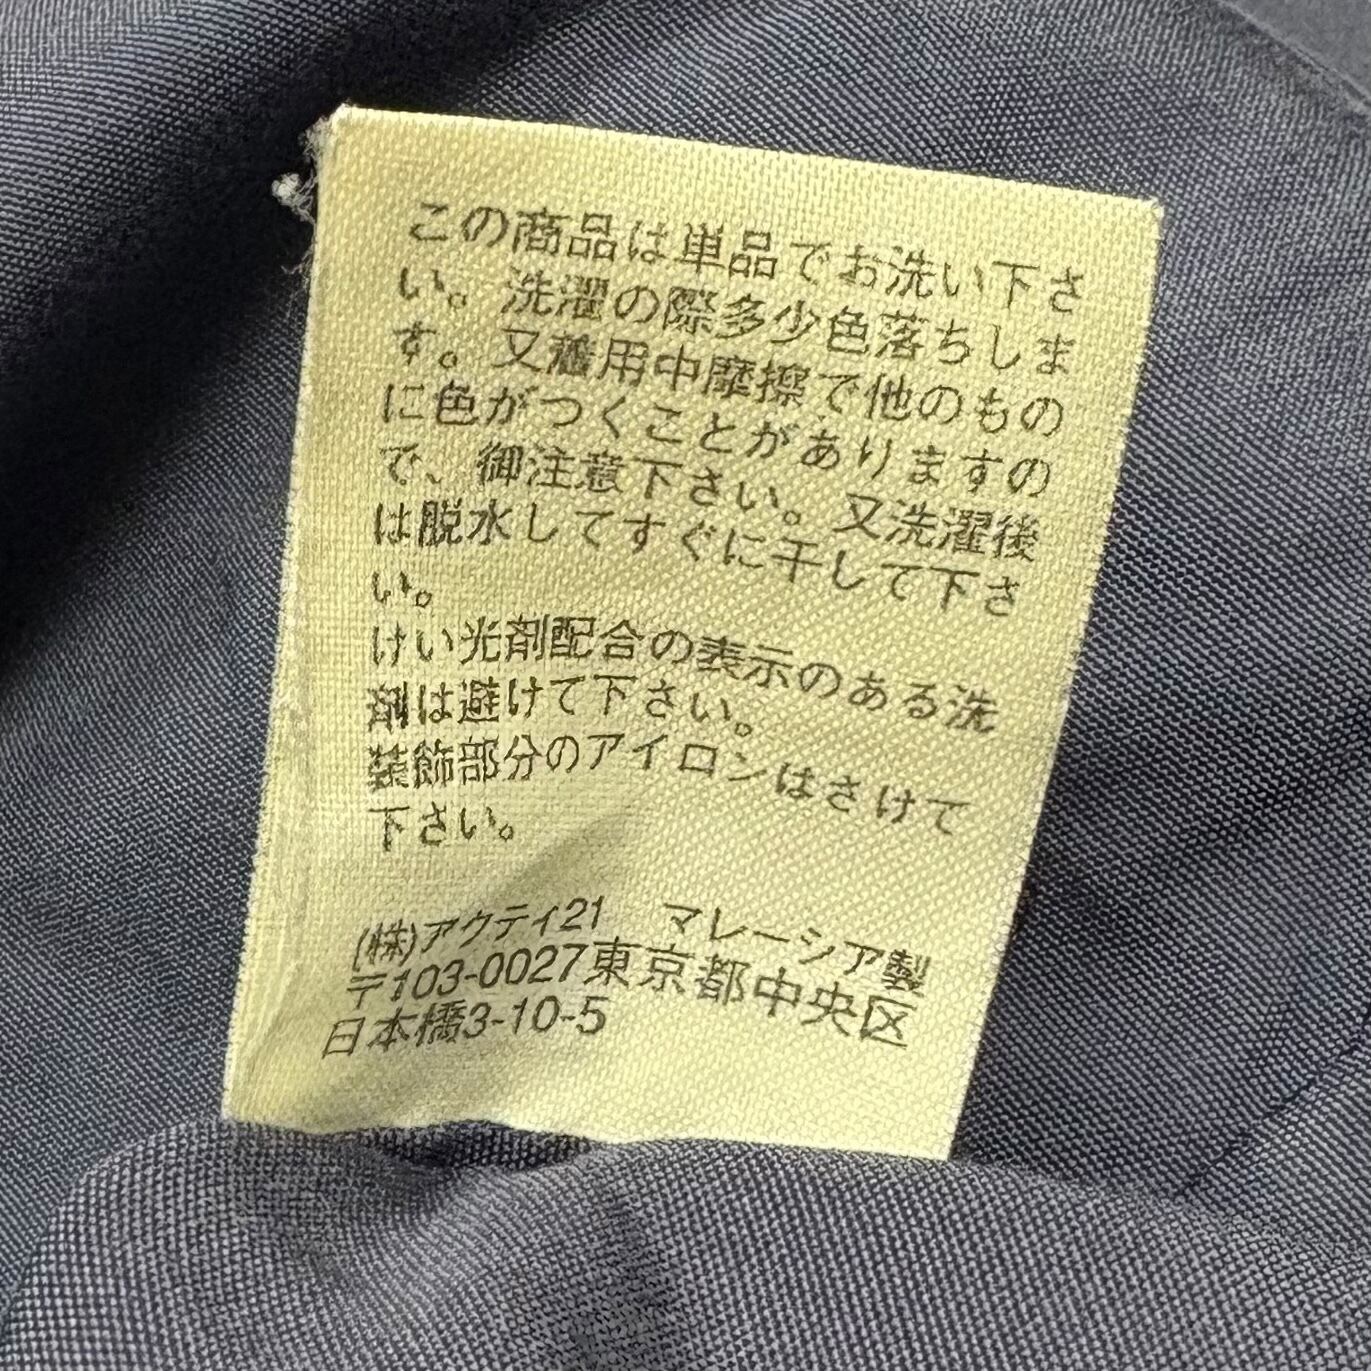 この商品は単品でお洗い下さ
い。洗濯の際多少色落ちしま
す。又着用中摩擦で他のもの
に色がつくことがありますの
で、御注意下さい。又洗濯後
は脱水してすぐに干して下さ
い。
けい光剤配合の表示のある洗
剤は避けて下さい。
装飾部分のアイロンはさけて
下さい。
(株)アクティ21 マレーシア製
〒103-0027東京都中央区
日本橋3-10-5